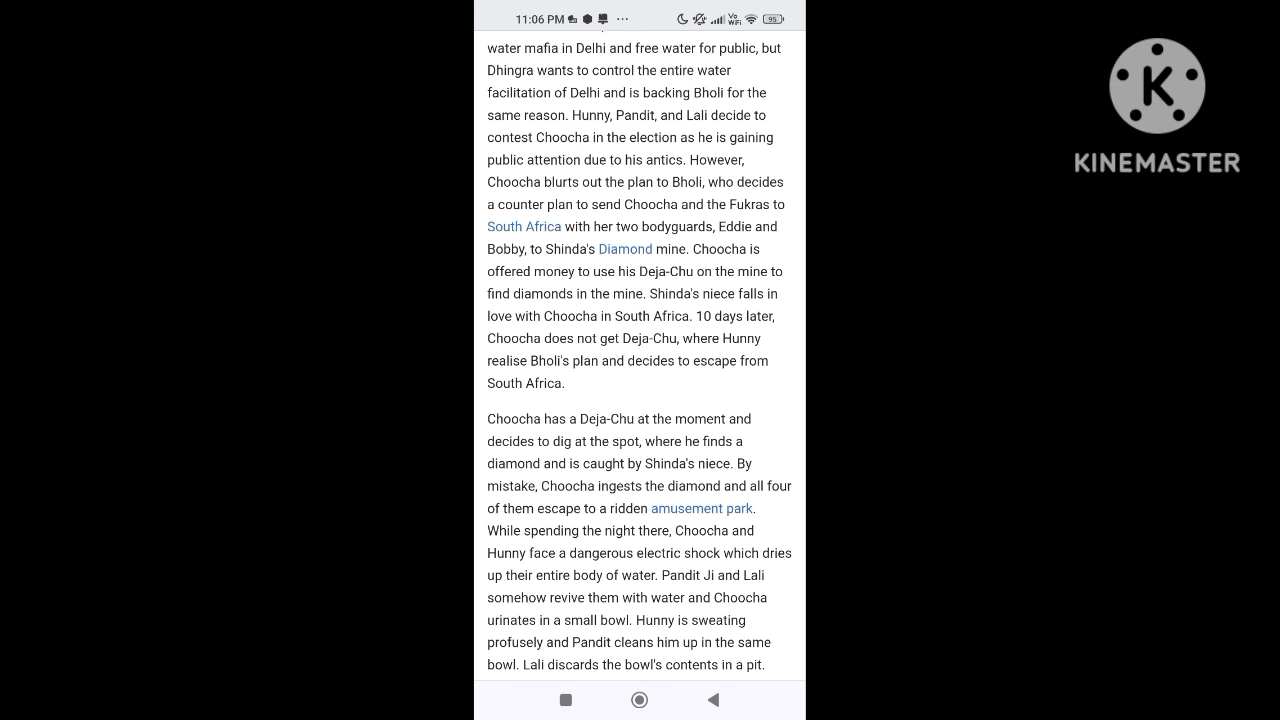 11:06 PM
Vo
WiFi
95
water mafia in Delhi and free water for public, but
Dhingra wants to control the entire water
facilitation of Delhi and is backing Bholi for the
same reason. Hunny, Pandit, and Lali decide to
contest Choocha in the election as he is gaining
public attention due to his antics. However,
Choocha blurts out the plan to Bholi, who decides
a counter plan to send Choocha and the Fukras to
South Africa with her two bodyguards, Eddie and
Bobby, to Shinda's Diamond mine. Choocha is
offered money to use his Deja-Chu on the mine to
find diamonds in the mine. Shinda's niece falls in
love with Choocha in South Africa. 10 days later,
Choocha does not get Deja-Chu, where Hunny
realise Bholi's plan and decides to escape from
South Africa.
Choocha has a Deja-Chu at the moment and
decides to dig at the spot, where he finds a
diamond and is caught by Shinda's niece. By
mistake, Choocha ingests the diamond and all four
of them escape to a ridden amusement park.
While spending the night there, Choocha and
Hunny face a dangerous electric shock which dries
up their entire body of water. Pandit Ji and Lali
somehow revive them with water and Choocha
urinates in a small bowl. Hunny is sweating
profusely and Pandit cleans him up in the same
bowl. Lali discards the bowl's contents in a pit.
K
KINEMASTER